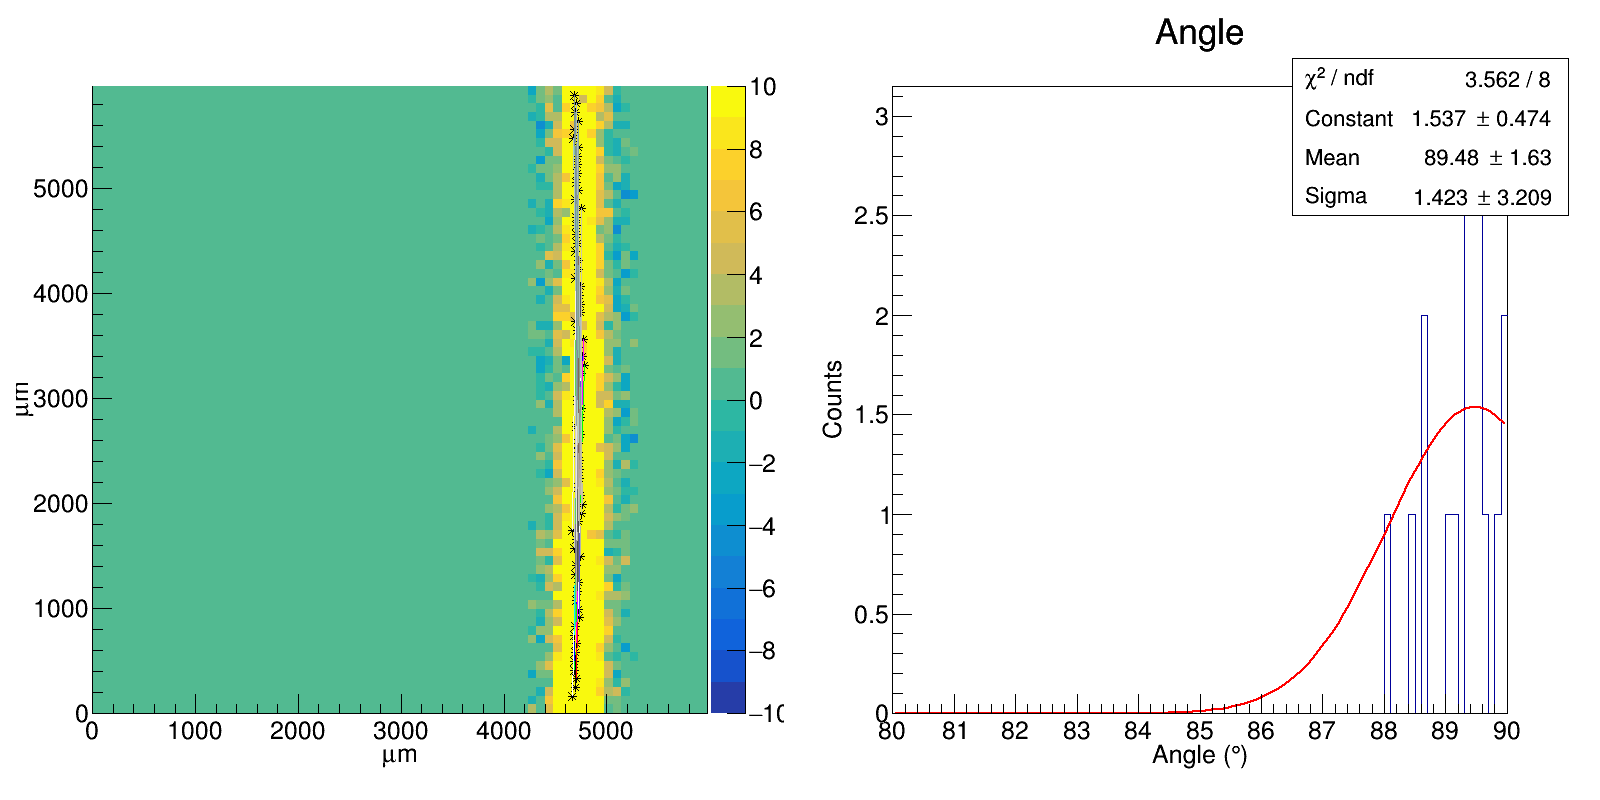 Angle
χ² / ndf 3.562 / 8
Constant 1.537 ± 0.474
Mean 89.48 ± 1.63
Sigma 1.423 ± 3.209
5000
4000
3000
2000
1000
0
μm
0 1000 2000 3000 4000 5000
μm
10
8
6
4
2
0
−2
−4
−6
−8
−10
3
2.5
2
1.5
1
0.5
0
Counts
80 81 82 83 84 85 86 87 88 89 90
Angle (°)